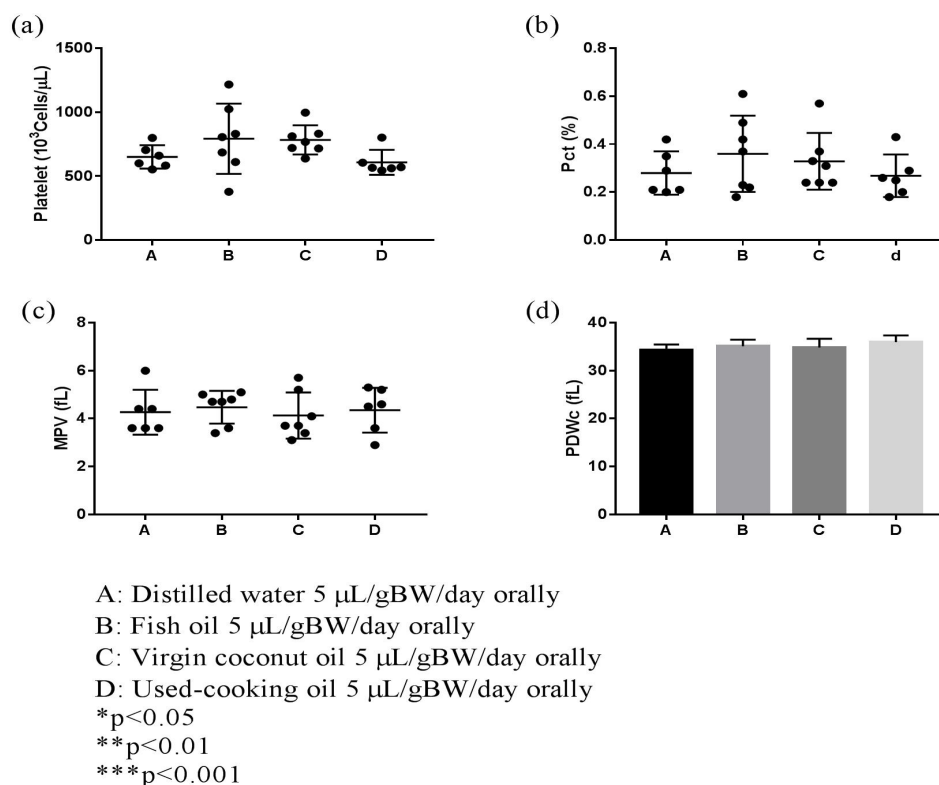 (a)
Platelet (10³Cells/µL)
1500
1000
500
0
A B C D
(b)
Pct (%)
0.8
0.6
0.4
0.2
0.0
A B C d
(c)
MPV (fL)
8
6
4
2
0
A B C D
(d)
PDWc (fL)
40
30
20
10
0
A B C D
A: Distilled water 5 µL/gBW/day orally
B: Fish oil 5 µL/gBW/day orally
C: Virgin coconut oil 5 µL/gBW/day orally
D: Used-cooking oil 5 µL/gBW/day orally
*p<0.05
**p<0.01
***p<0.001